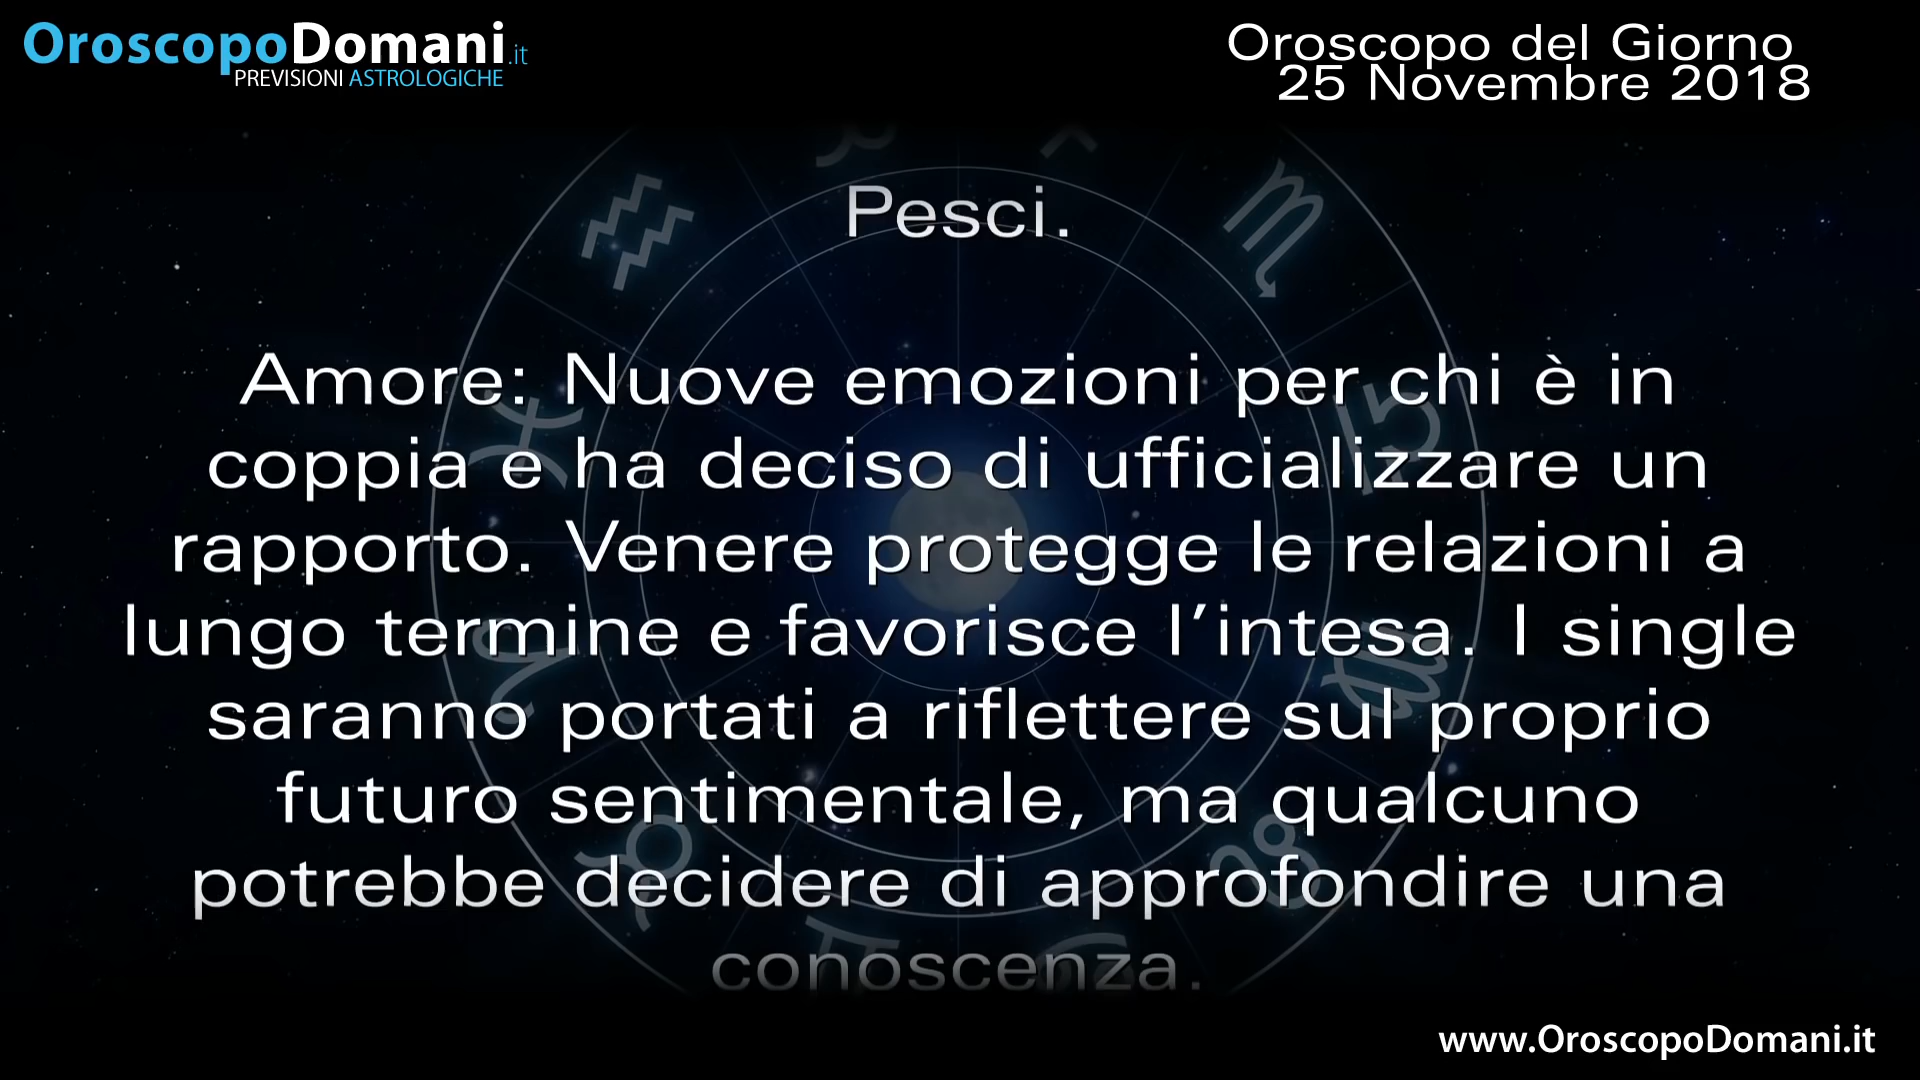 OroscopoDomani.it
PREVISIONI ASTROLOGICHE
Oroscopo del Giorno
25 Novembre 2018
Pesci.
Amore: Nuove emozioni per chi è in
coppia e ha deciso di ufficializzare un
rapporto. Venere protegge le relazioni a
lungo termine e favorisce l’intesa. I single
saranno portati a riflettere sul proprio
futuro sentimentale, ma qualcuno
potrebbe decidere di approfondire una
conoscenza.
www.OroscopoDomani.it